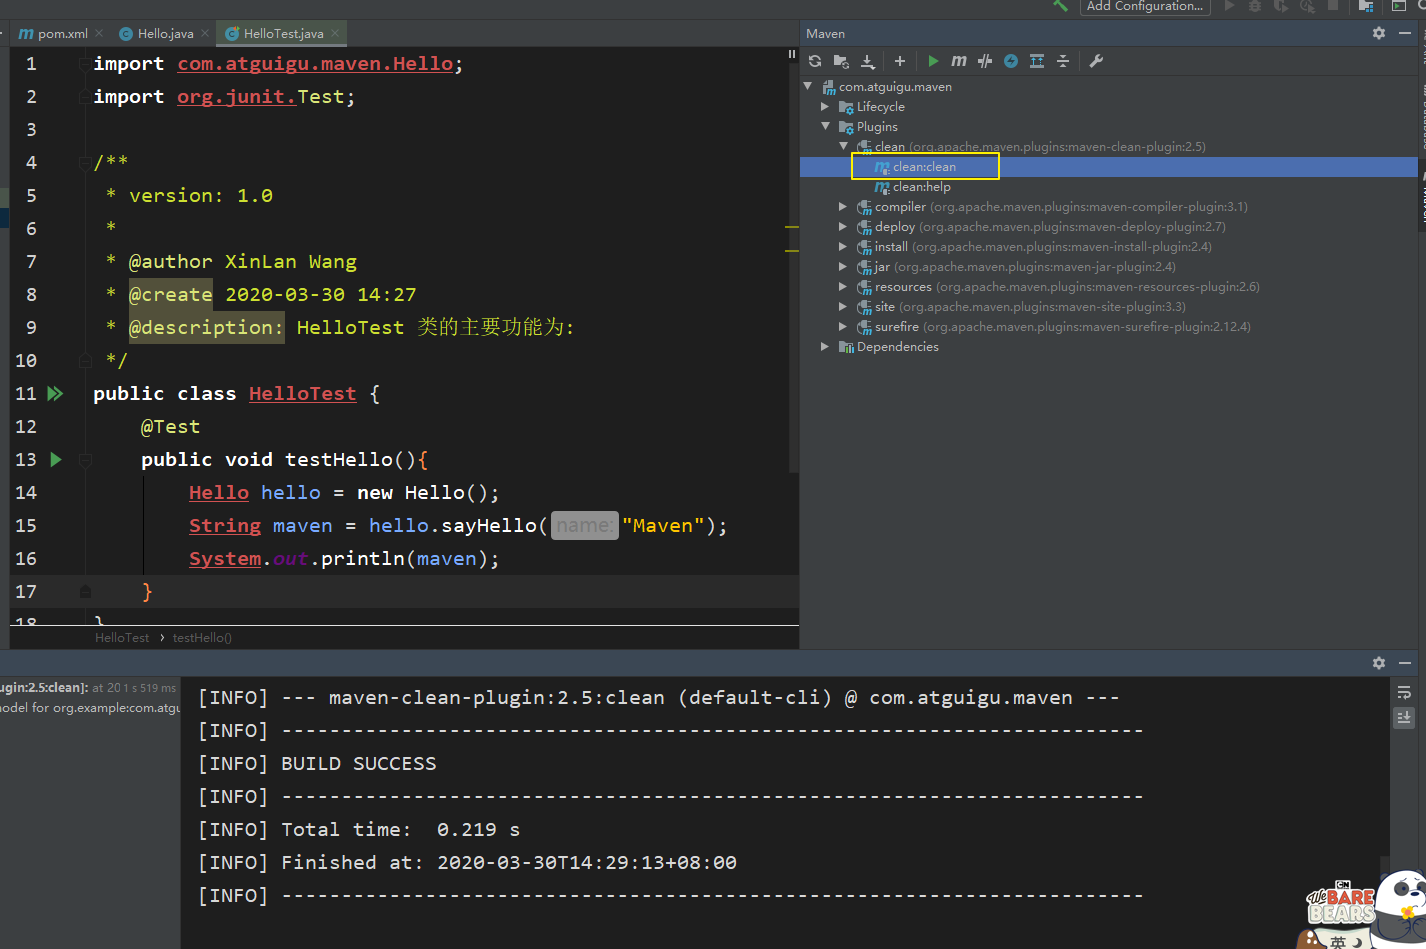 Add Configuration...
pom.xml
Hello.java
HelloTest.java
1 import com.atguigu.maven.Hello;
2 import org.junit.Test;
3
4 /**
5 * version: 1.0
6 *
7 * @author XinLan Wang
8 * @create 2020-03-30 14:27
9 * @description: HelloTest 类的主要功能为:
10 */
11 public class HelloTest {
12 @Test
13 public void testHello(){
14 Hello hello = new Hello();
15 String maven = hello.sayHello( name: "Maven");
16 System.out.println(maven);
17 }
18 }
HelloTest › testHello()
Maven
com.atguigu.maven
Lifecycle
Plugins
clean (org.apache.maven.plugins:maven-clean-plugin:2.5)
clean:clean
clean:help
compiler (org.apache.maven.plugins:maven-compiler-plugin:3.1)
deploy (org.apache.maven.plugins:maven-deploy-plugin:2.7)
install (org.apache.maven.plugins:maven-install-plugin:2.4)
jar (org.apache.maven.plugins:maven-jar-plugin:2.4)
resources (org.apache.maven.plugins:maven-resources-plugin:2.6)
site (org.apache.maven.plugins:maven-site-plugin:3.3)
surefire (org.apache.maven.plugins:maven-surefire-plugin:2.12.4)
Dependencies
ugin:2.5:clean]: at 20 1 s 519 ms
nodel for org.example:com.atgu
[INFO] --- maven-clean-plugin:2.5:clean (default-cli) @ com.atguigu.maven ---
[INFO] ------------------------------------------------------------------------
[INFO] BUILD SUCCESS
[INFO] ------------------------------------------------------------------------
[INFO] Total time:  0.219 s
[INFO] Finished at: 2020-03-30T14:29:13+08:00
[INFO] ------------------------------------------------------------------------
CN
We
BARE
BEARS
英